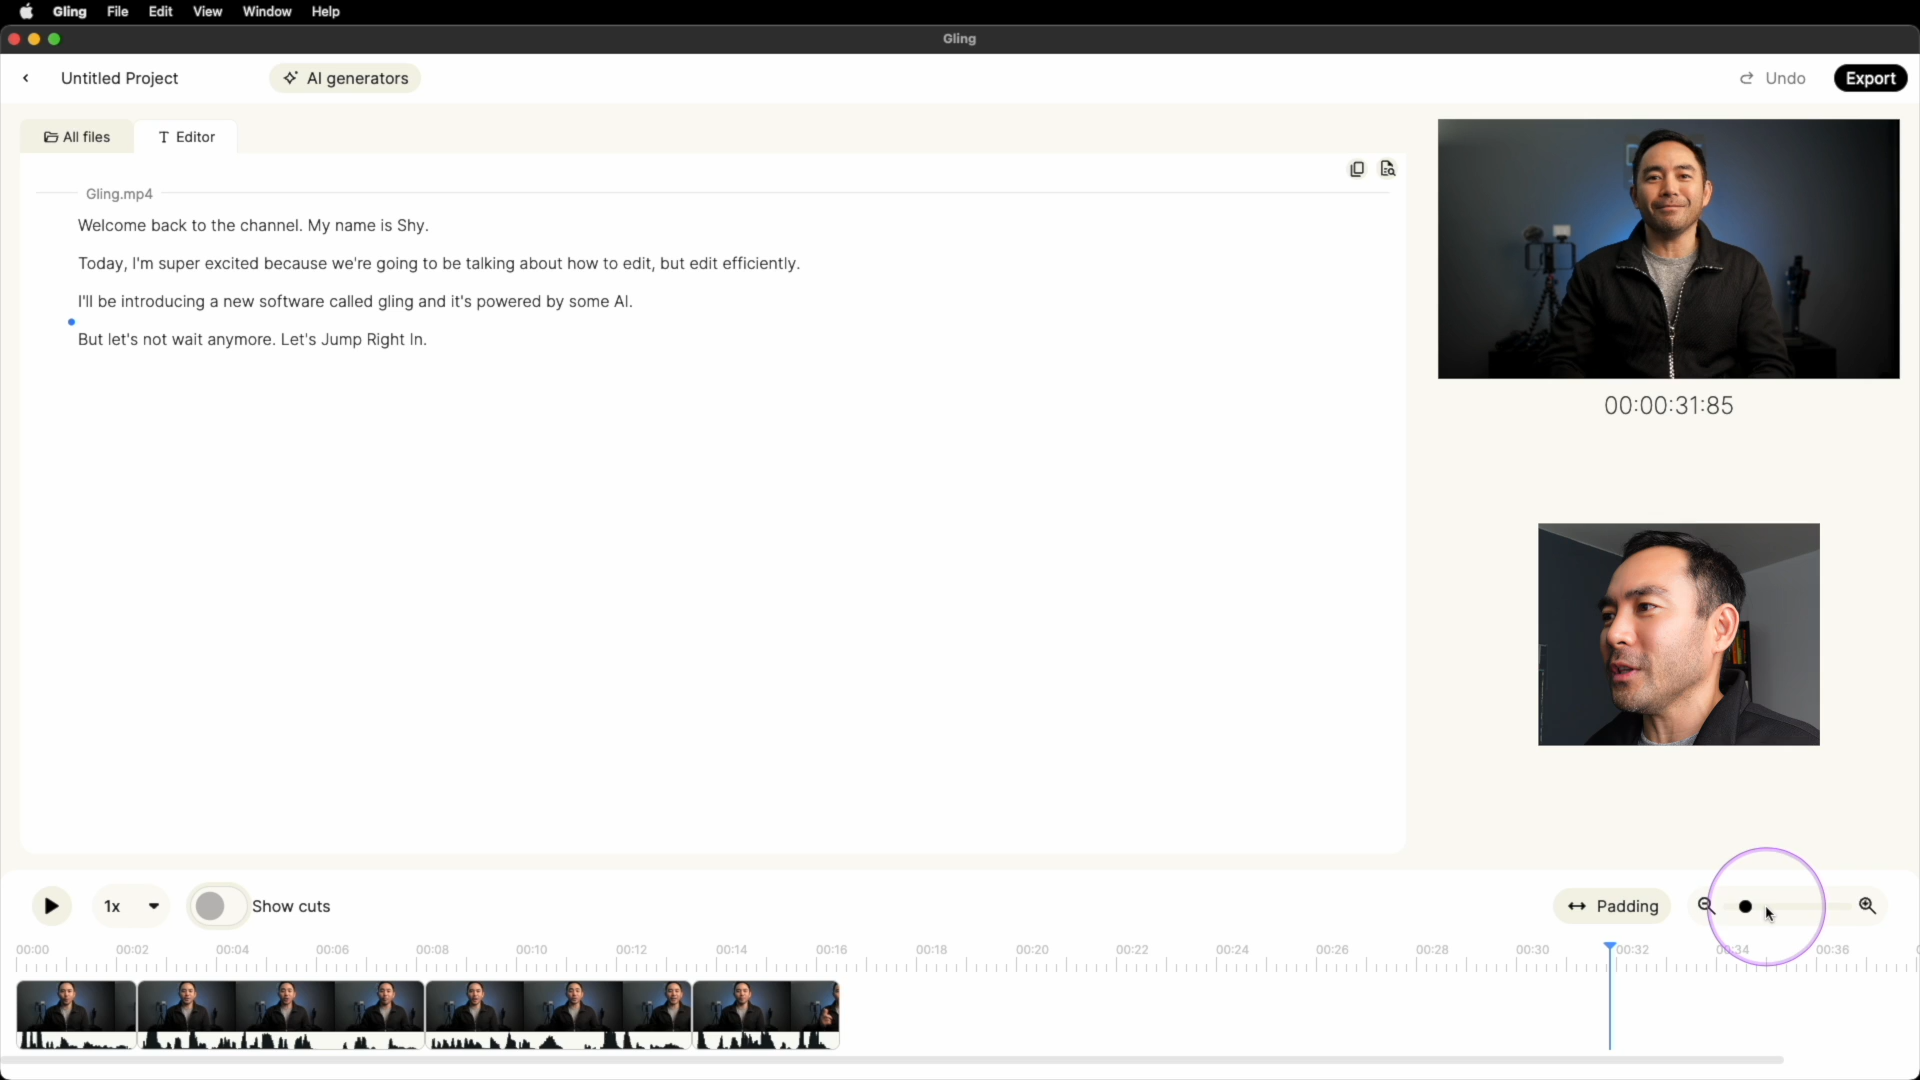 Gling File Edit View Window Help
Gling
Untitled Project AI generators Undo Export
All files Editor
Gling.mp4
Welcome back to the channel. My name is Shy.
Today, I'm super excited because we're going to be talking about how to edit, but edit efficiently.
I'll be introducing a new software called gling and it's powered by some AI.
But let's not wait anymore. Let's Jump Right In.
00:00:31:85
1x Show cuts Padding
00:00 00:02 00:04 00:06 00:08 00:10 00:12 00:14 00:16 00:18 00:20 00:22 00:24 00:26 00:28 00:30 00:32 00:34 00:36